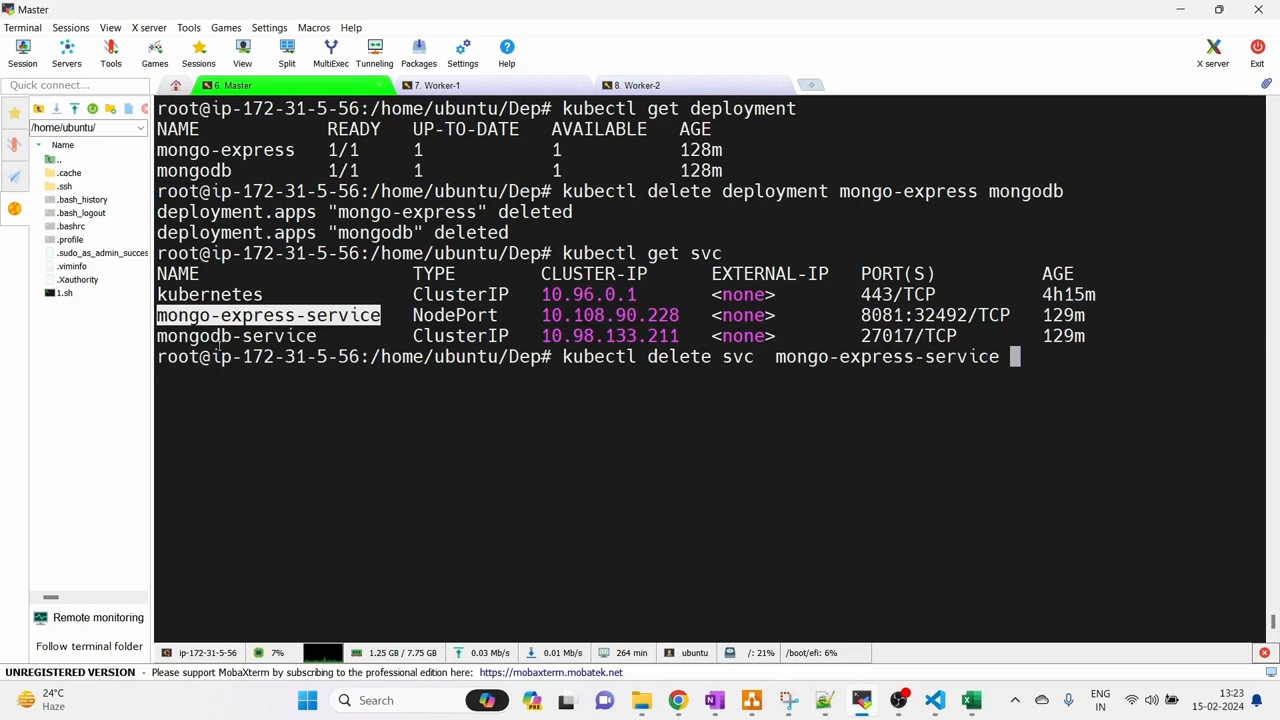 Master
Terminal Sessions View X server Tools Games Settings Macros Help
Session Servers Tools Games Sessions View Split MultiExec Tunneling Packages Settings Help X server Exit
Quick connect...
6. Master 7. Worker-1 8. Worker-2
/home/ubuntu/
Name
..
.cache
.ssh
.bash_history
.bash_logout
.bashrc
.profile
.sudo_as_admin_succes
.viminfo
.Xauthority
1.sh
Remote monitoring
Follow terminal folder
root@ip-172-31-5-56:/home/ubuntu/Dep# kubectl get deployment
NAME READY UP-TO-DATE AVAILABLE AGE
mongo-express 1/1 1 1 128m
mongodb 1/1 1 1 128m
root@ip-172-31-5-56:/home/ubuntu/Dep# kubectl delete deployment mongo-express mongodb
deployment.apps "mongo-express" deleted
deployment.apps "mongodb" deleted
root@ip-172-31-5-56:/home/ubuntu/Dep# kubectl get svc
NAME TYPE CLUSTER-IP EXTERNAL-IP PORT(S) AGE
kubernetes ClusterIP 10.96.0.1 <none> 443/TCP 4h15m
mongo-express-service NodePort 10.108.90.228 <none> 8081:32492/TCP 129m
mongodb-service ClusterIP 10.98.133.211 <none> 27017/TCP 129m
root@ip-172-31-5-56:/home/ubuntu/Dep# kubectl delete svc  mongo-express-service
ip-172-31-5-56 7% 1.25 GB / 7.75 GB 0.03 Mb/s 0.01 Mb/s 264 min ubuntu /: 21% /boot/efi: 6%
UNREGISTERED VERSION - Please support MobaXterm by subscribing to the professional edition here: https://mobaxterm.mobatek.net
24°C
Haze
Search
PRE
ENG
IN
13:23
15-02-2024